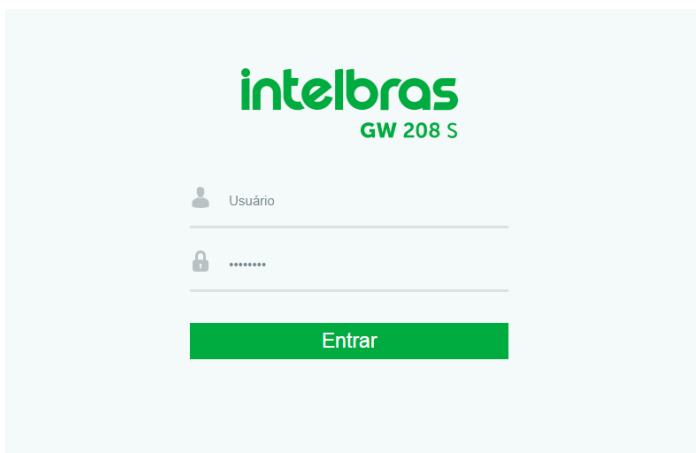 intelbras
GW 208 S
Usuário
••••••••
Entrar